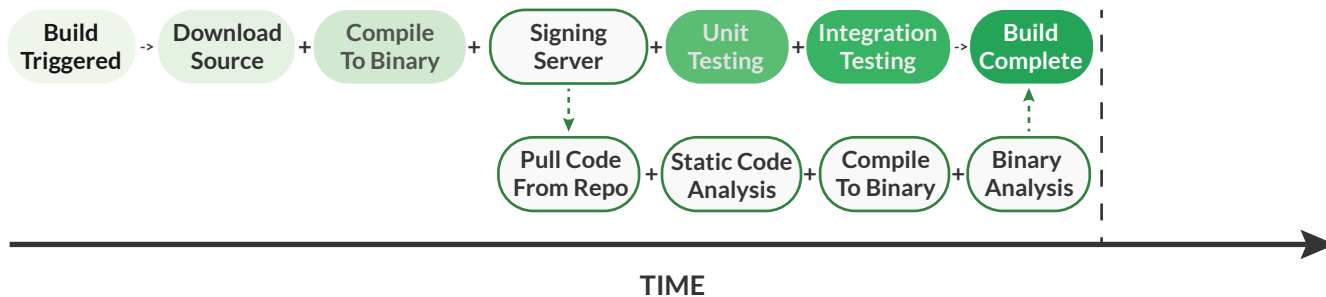 Build
Triggered
->
Download
Source
+
Compile
To Binary
+
Signing
Server
+
Unit
Testing
+
Integration
Testing
->
Build
Complete
Pull Code
From Repo
+
Static Code
Analysis
+
Compile
To Binary
+
Binary
Analysis
TIME